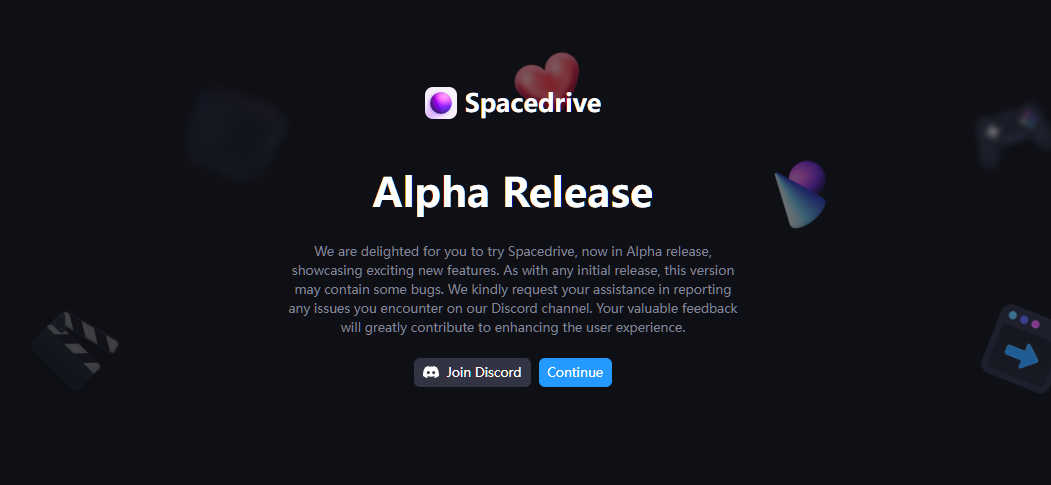 Spacedrive
Alpha Release
We are delighted for you to try Spacedrive, now in Alpha release,
showcasing exciting new features. As with any initial release, this version
may contain some bugs. We kindly request your assistance in reporting
any issues you encounter on our Discord channel. Your valuable feedback
will greatly contribute to enhancing the user experience.
Join Discord
Continue